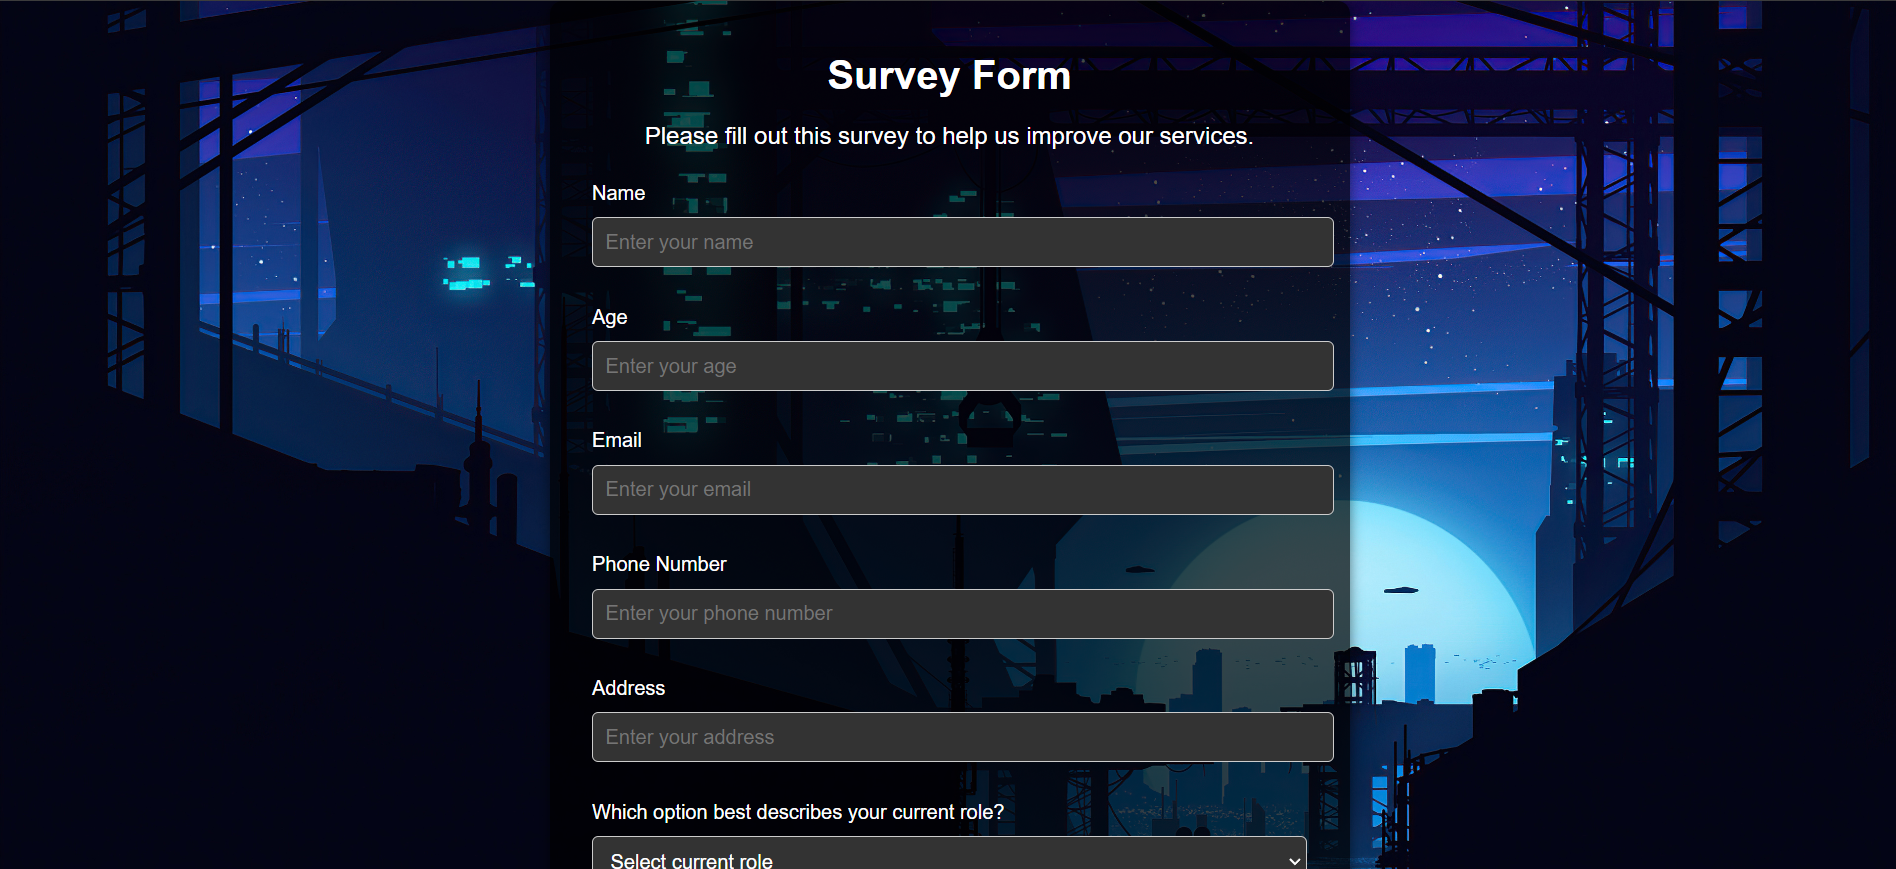 Survey Form
Please fill out this survey to help us improve our services.
Name
Enter your name
Age
Enter your age
Email
Enter your email
Phone Number
Enter your phone number
Address
Enter your address
Which option best describes your current role?
Select current role